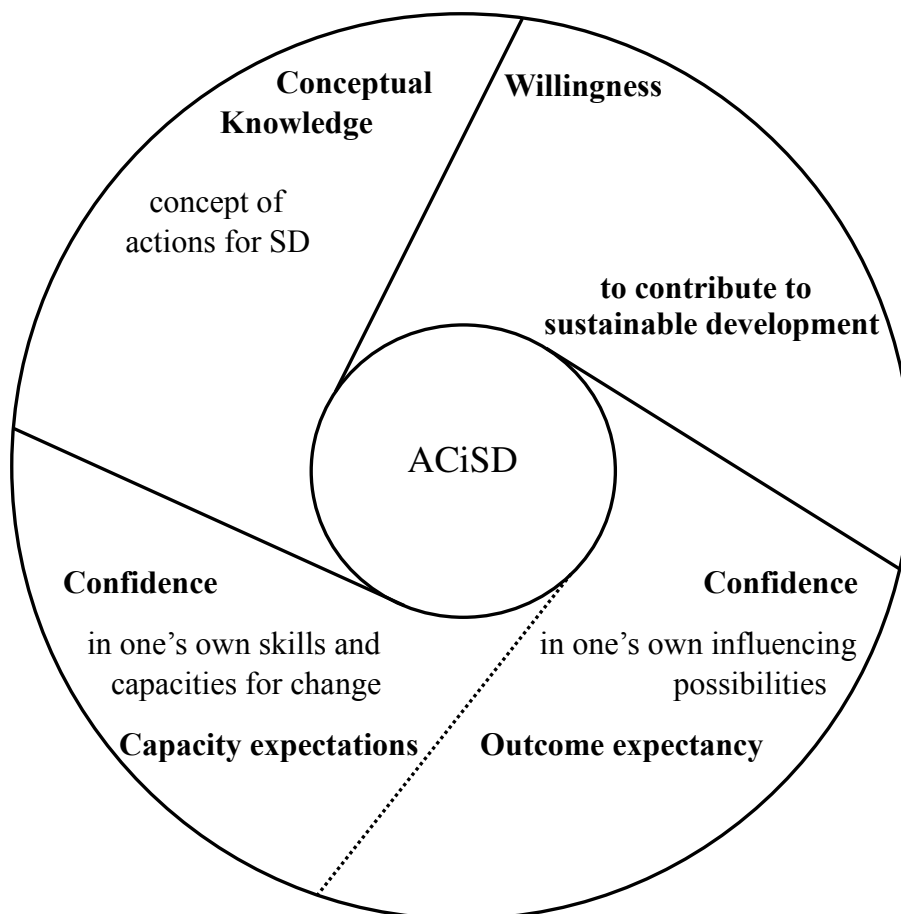 Conceptual
Knowledge
concept of
actions for SD
Willingness
to contribute to
sustainable development
ACiSD
Confidence
in one's own skills and
capacities for change
Capacity expectations
Confidence
in one's own influencing
possibilities
Outcome expectancy